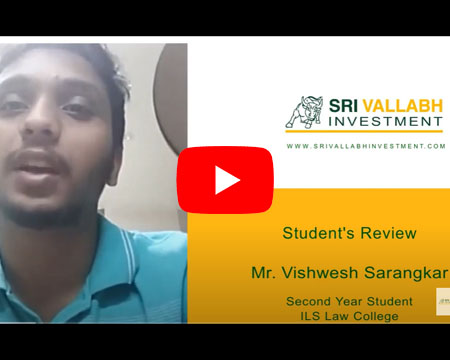 SRI VALLABH
INVESTMENT
WWW.SRIVALLABHINVESTMENT.COM
Student's Review
Mr. Vishwesh Sarangkar
Second Year Student
ILS Law College